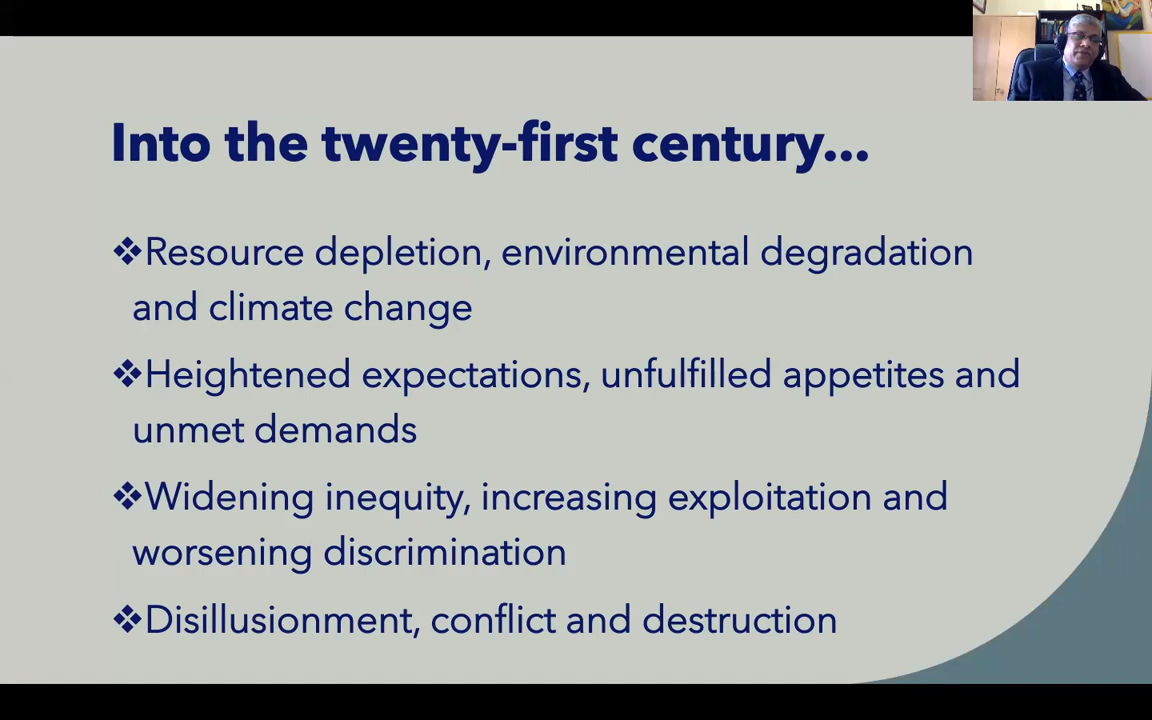 Into the twenty-first century...
❖Resource depletion, environmental degradation
and climate change
❖Heightened expectations, unfulfilled appetites and
unmet demands
❖Widening inequity, increasing exploitation and
worsening discrimination
❖Disillusionment, conflict and destruction